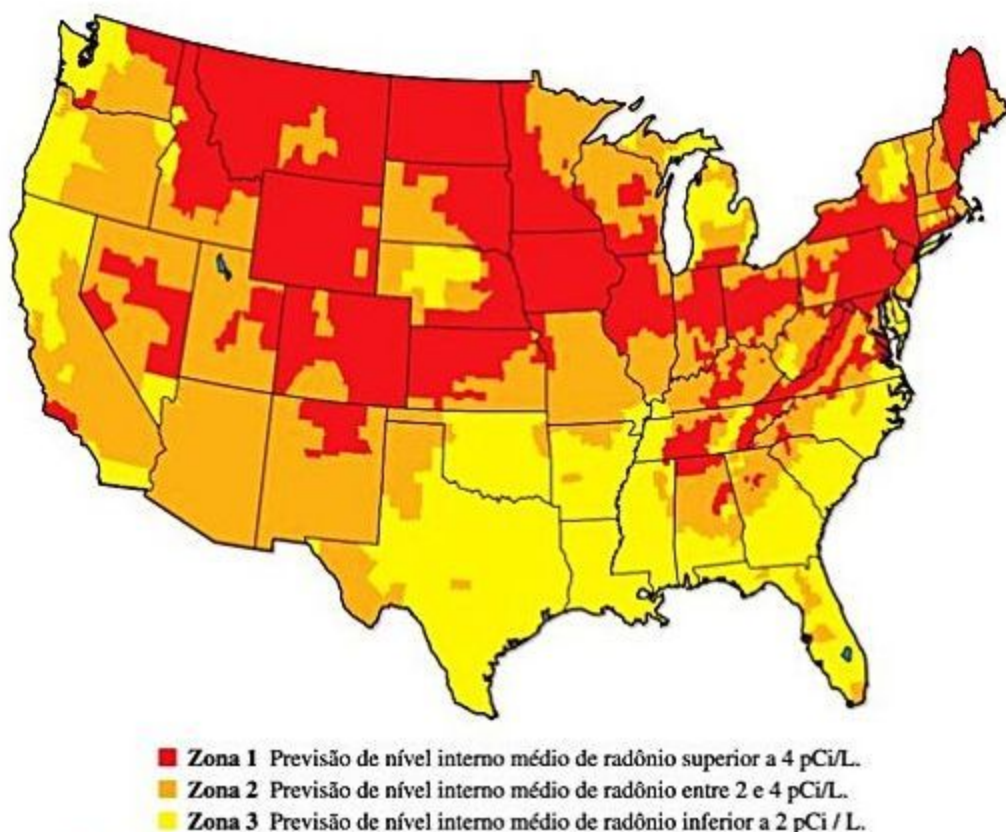 Zona 1 Previsão de nível interno médio de radônio superior a 4 pCi/L.
Zona 2 Previsão de nível interno médio de radônio entre 2 e 4 pCi/L.
Zona 3 Previsão de nível interno médio de radônio inferior a 2 pCi / L.